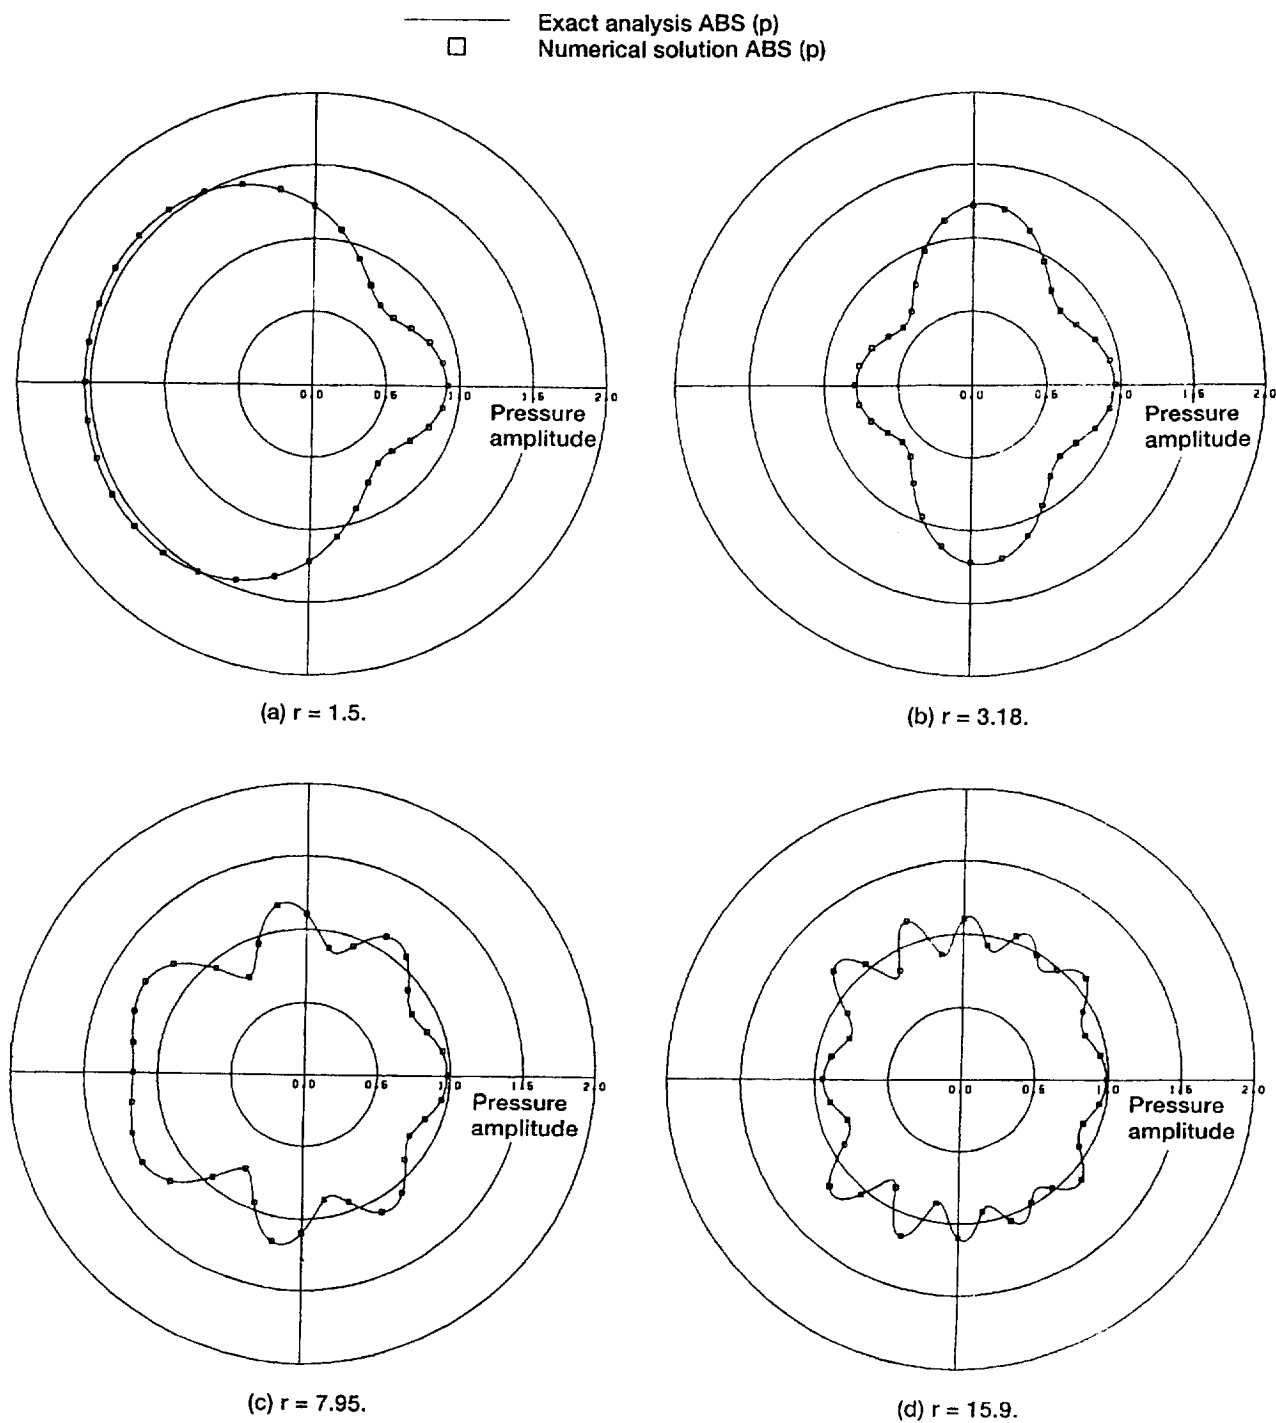 Exact analysis ABS (p)
Numerical solution ABS (p)
0.0 0.5 1.0 1.5 2.0
Pressure
amplitude
0.0 0.5 1.0 1.5 2.0
Pressure
amplitude
(a) r = 1.5.
(b) r = 3.18.
0.0 0.5 1.0 1.5 2.0
Pressure
amplitude
0.0 0.5 1.0 1.5 2.0
Pressure
amplitude
(c) r = 7.95.
(d) r = 15.9.